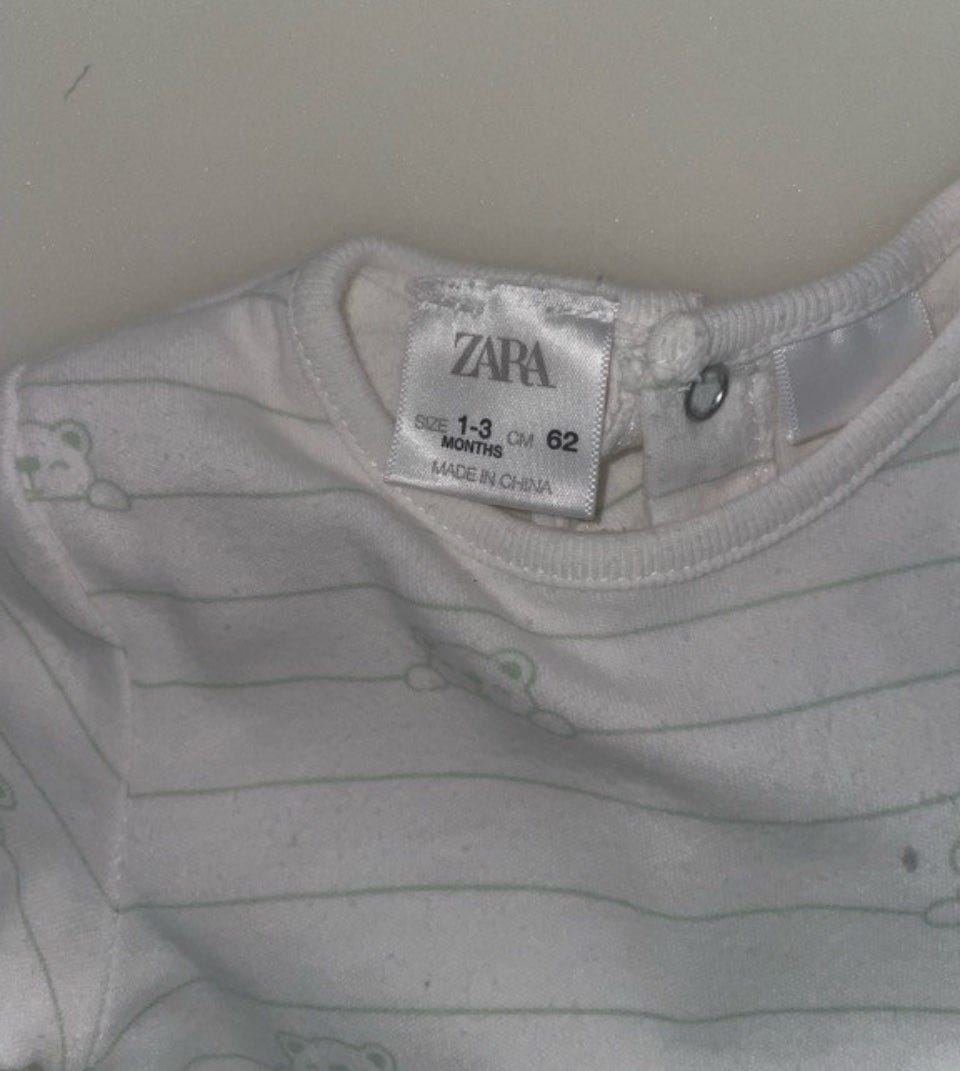 ZARA
SIZE 1-3 MONTHS CM 62
MADE IN CHINA